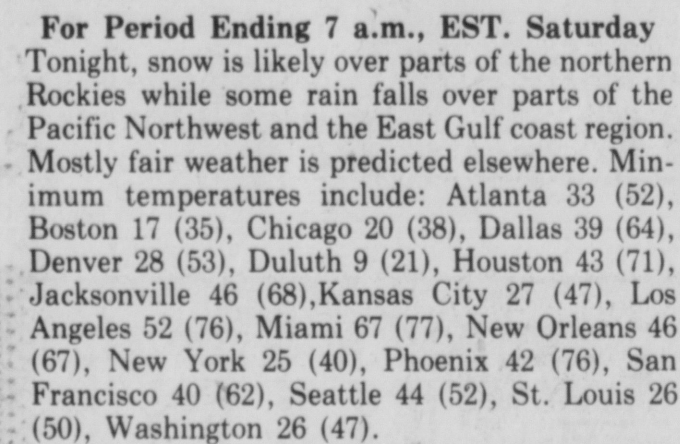 For Period Ending 7 a.m., EST. Saturday
Tonight, snow is likely over parts of the northern
Rockies while some rain falls over parts of the
Pacific Northwest and the East Gulf coast region.
Mostly fair weather is predicted elsewhere. Min-
imum temperatures include: Atlanta 33 (52),
Boston 17 (35), Chicago 20 (38), Dallas 39 (64),
Denver 28 (53), Duluth 9 (21), Houston 43 (71),
Jacksonville 46 (68),Kansas City 27 (47), Los
Angeles 52 (76), Miami 67 (77), New Orleans 46
(67), New York 25 (40), Phoenix 42 (76), San
Francisco 40 (62), Seattle 44 (52), St. Louis 26
(50), Washington 26 (47).